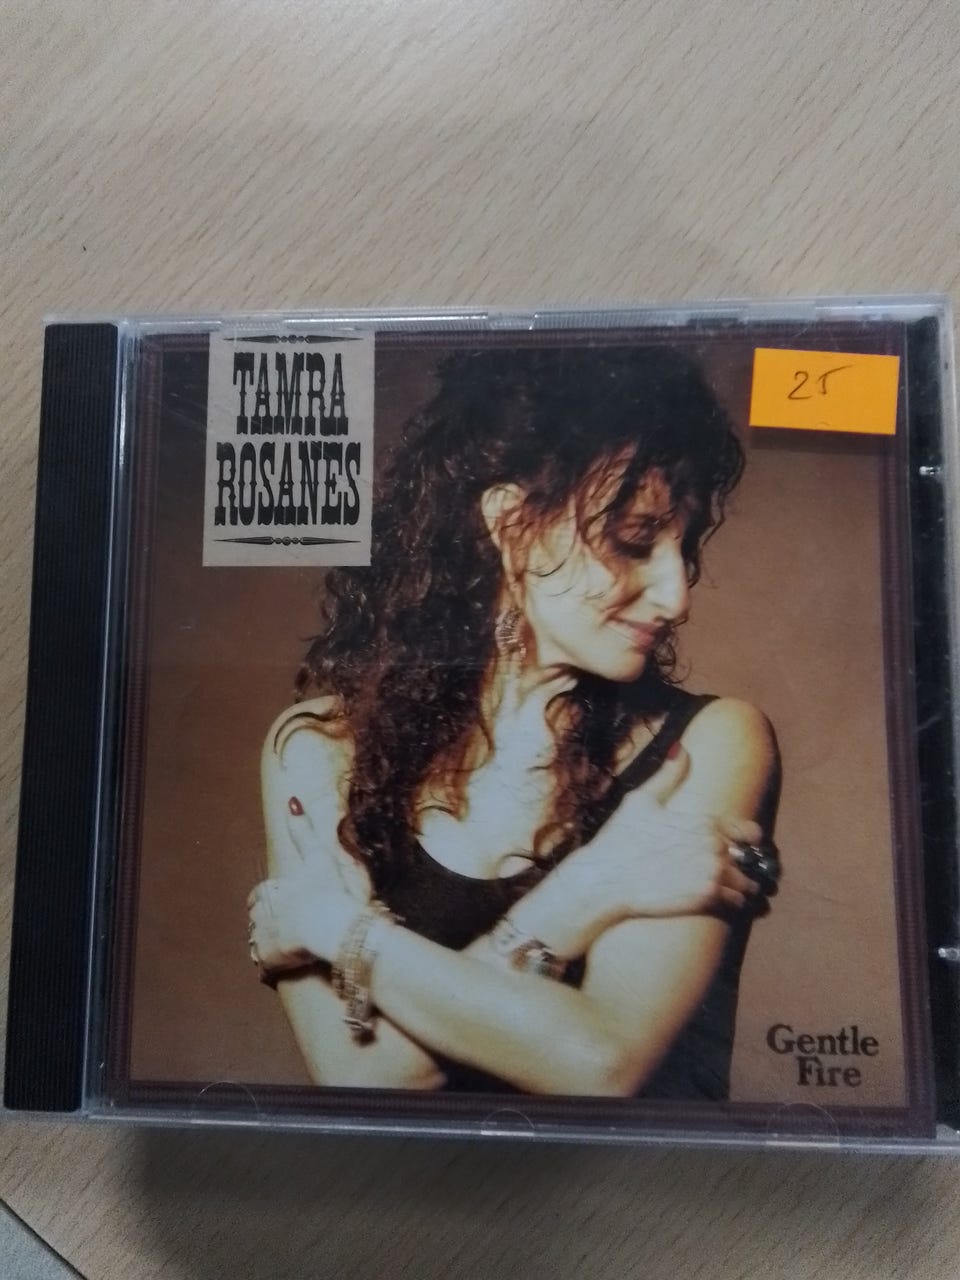 TAMRA
ROSANES
25
Gentle
Fire